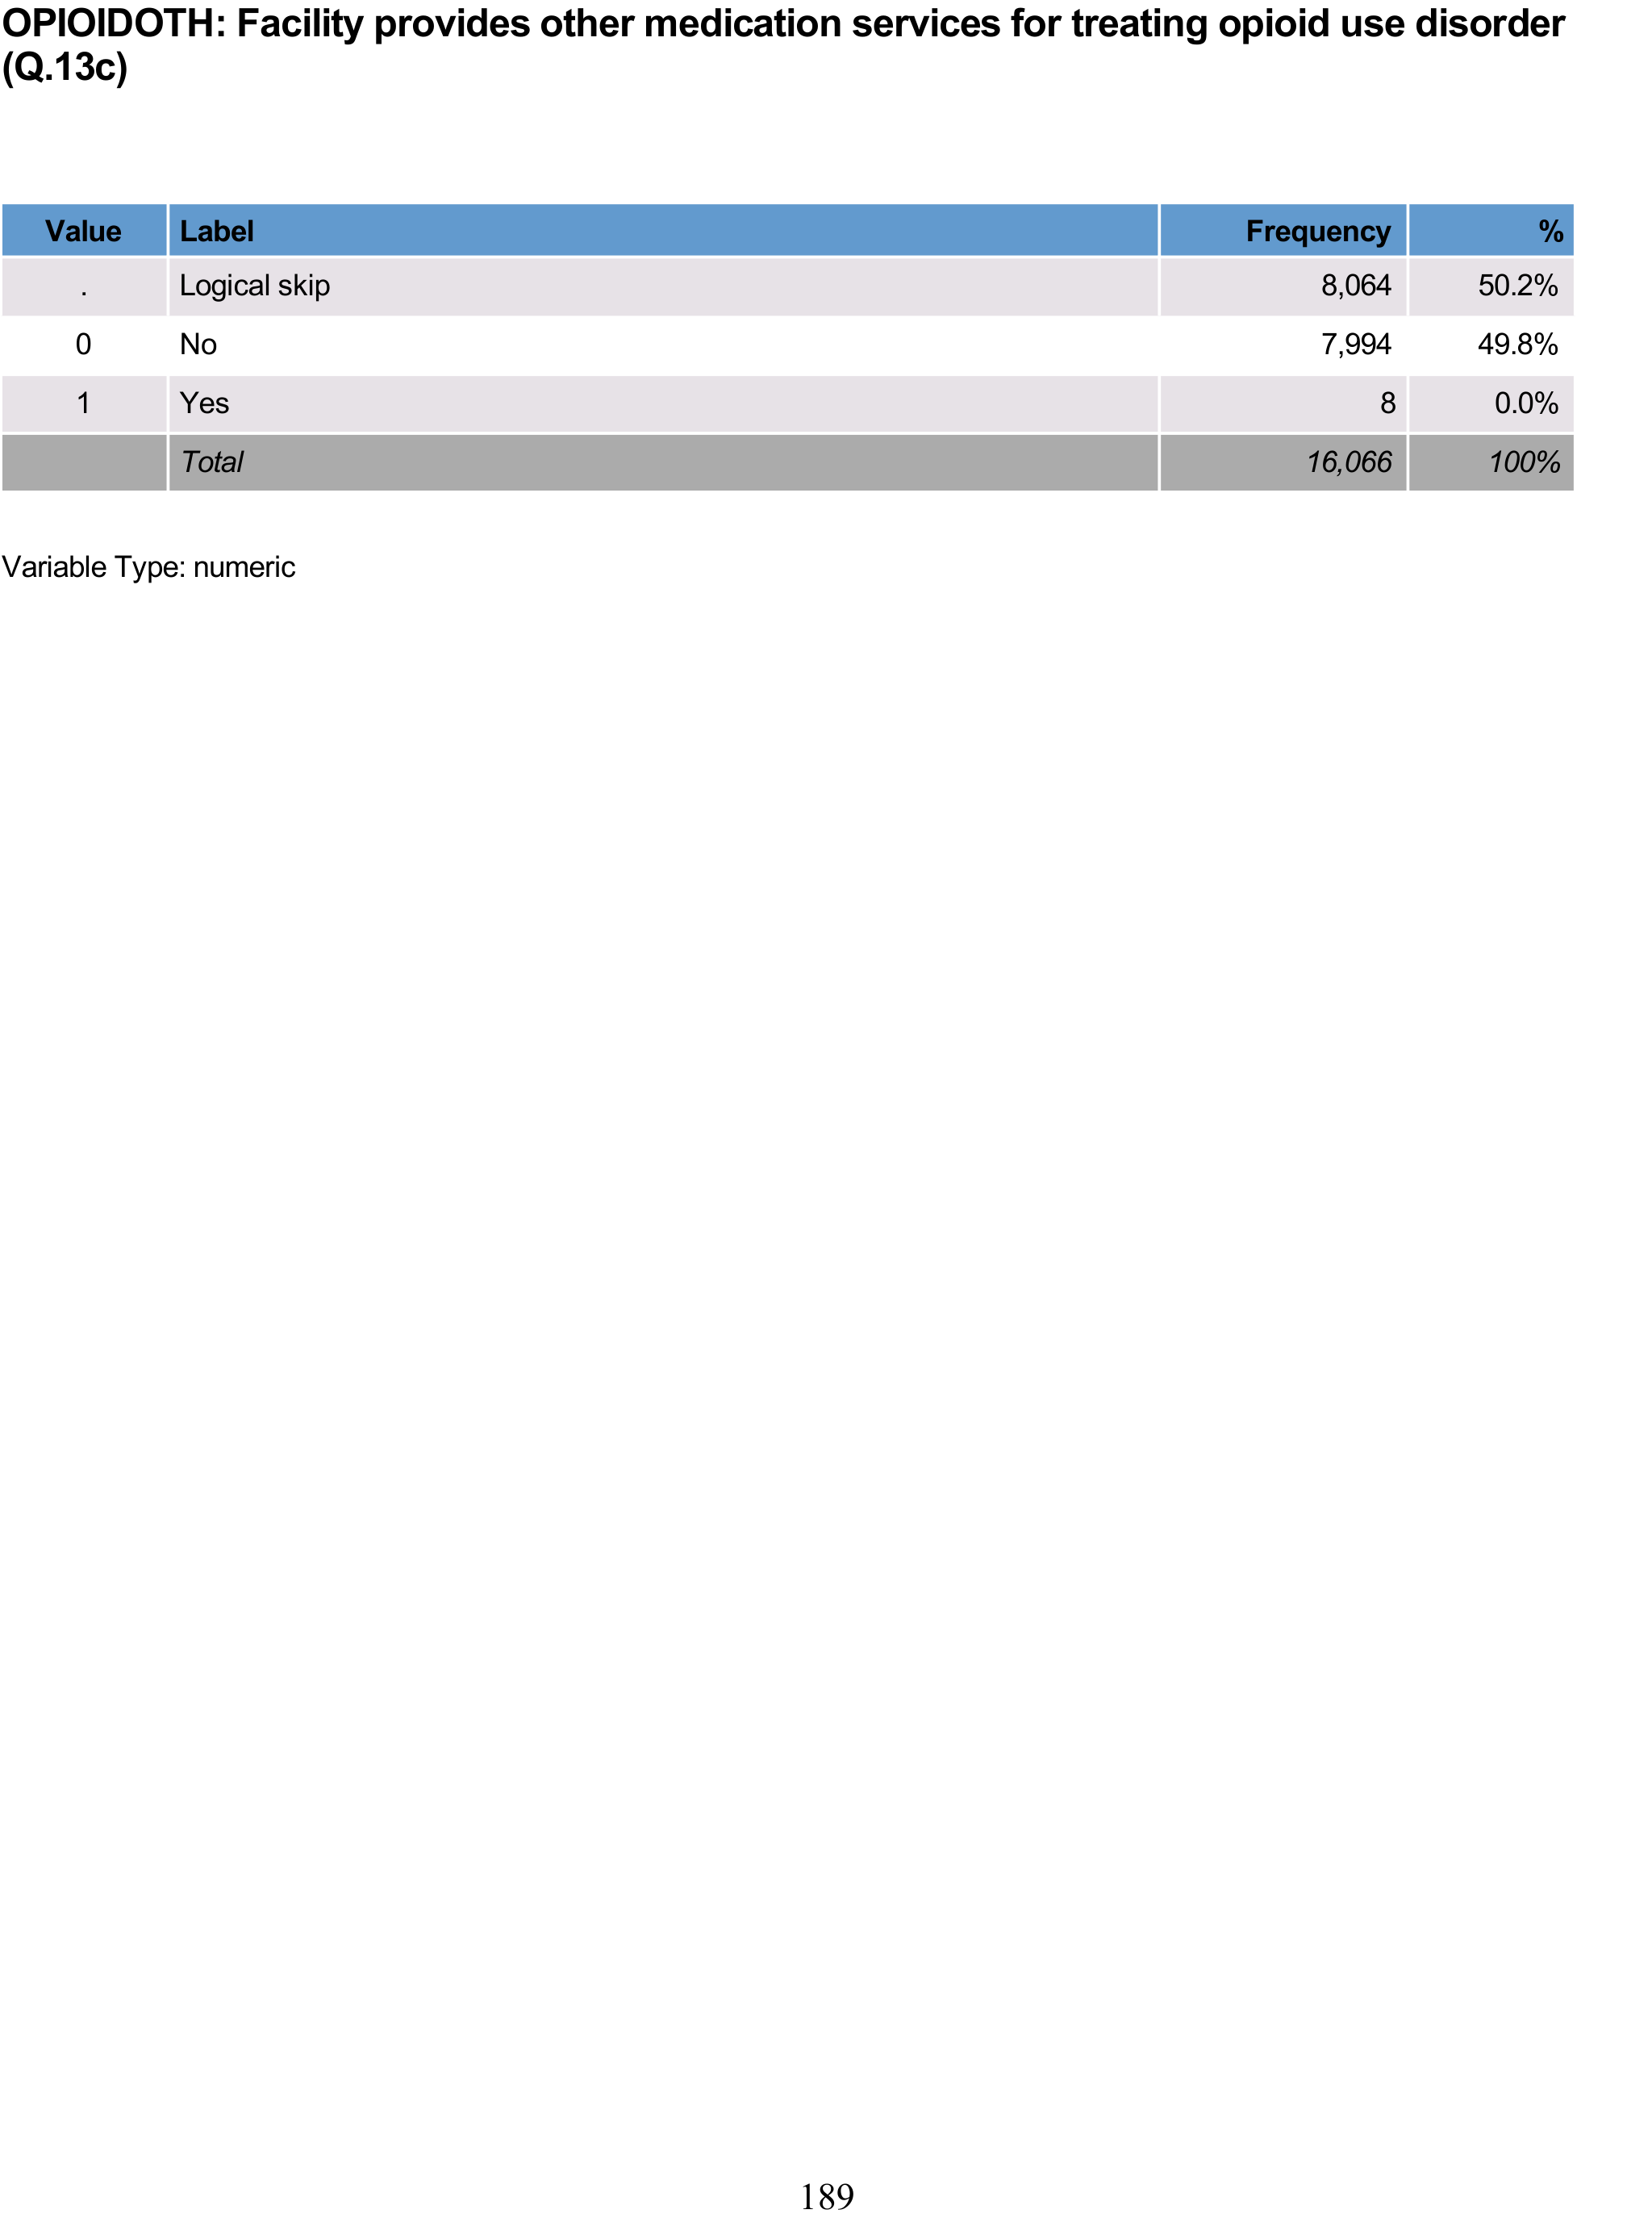 OPIOIDOTH: Facility provides other medication services for treating opioid use disorder
(Q.13c)
Value Label Frequency %
. Logical skip 8,064 50.2%
0 No 7,994 49.8%
1 Yes 8 0.0%
Total 16,066 100%
Variable Type: numeric
189